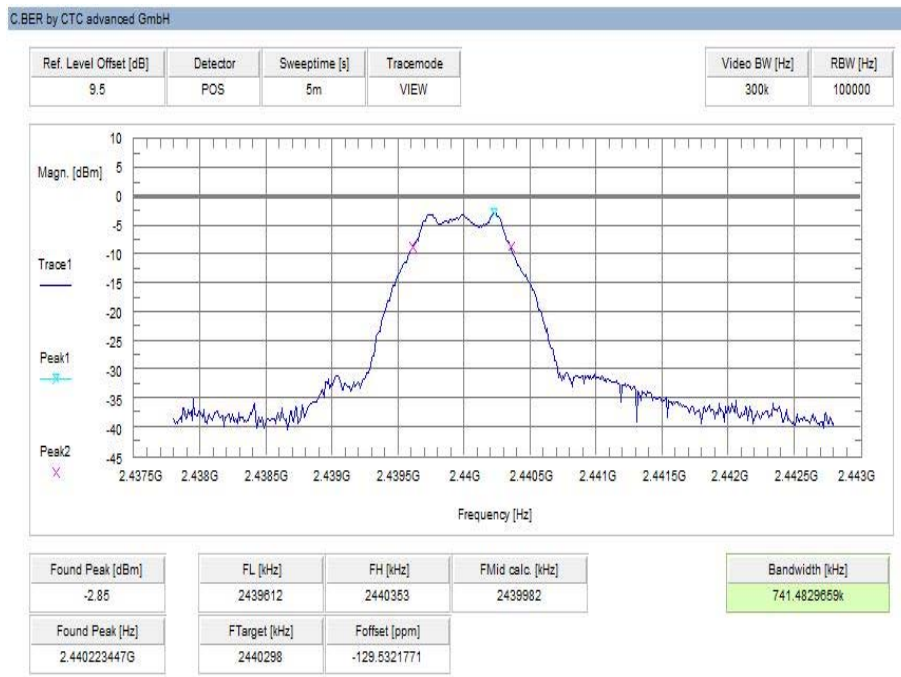 C.BER by CTC advanced GmbH
Ref. Level Offset [dB] Detector Sweeptime [s] Tracemode Video BW [Hz] RBW [Hz]
9.5 POS 5m VIEW 300k 100000
Magn. [dBm]
10
5
0
-5
-10
-15
-20
-25
-30
-35
-40
-45
Trace1
Peak1
Peak2
2.4375G 2.438G 2.4385G 2.439G 2.4395G 2.44G 2.4405G 2.441G 2.4415G 2.442G 2.4425G 2.443G
Frequency [Hz]
Found Peak [dBm] FL [kHz] FH [kHz] FMid calc. [kHz] Bandwidth [kHz]
-2.85 2439612 2440353 2439982 741.4829659k
Found Peak [Hz] FTarget [kHz] Foffset [ppm]
2.440223447G 2440298 -129.5321771